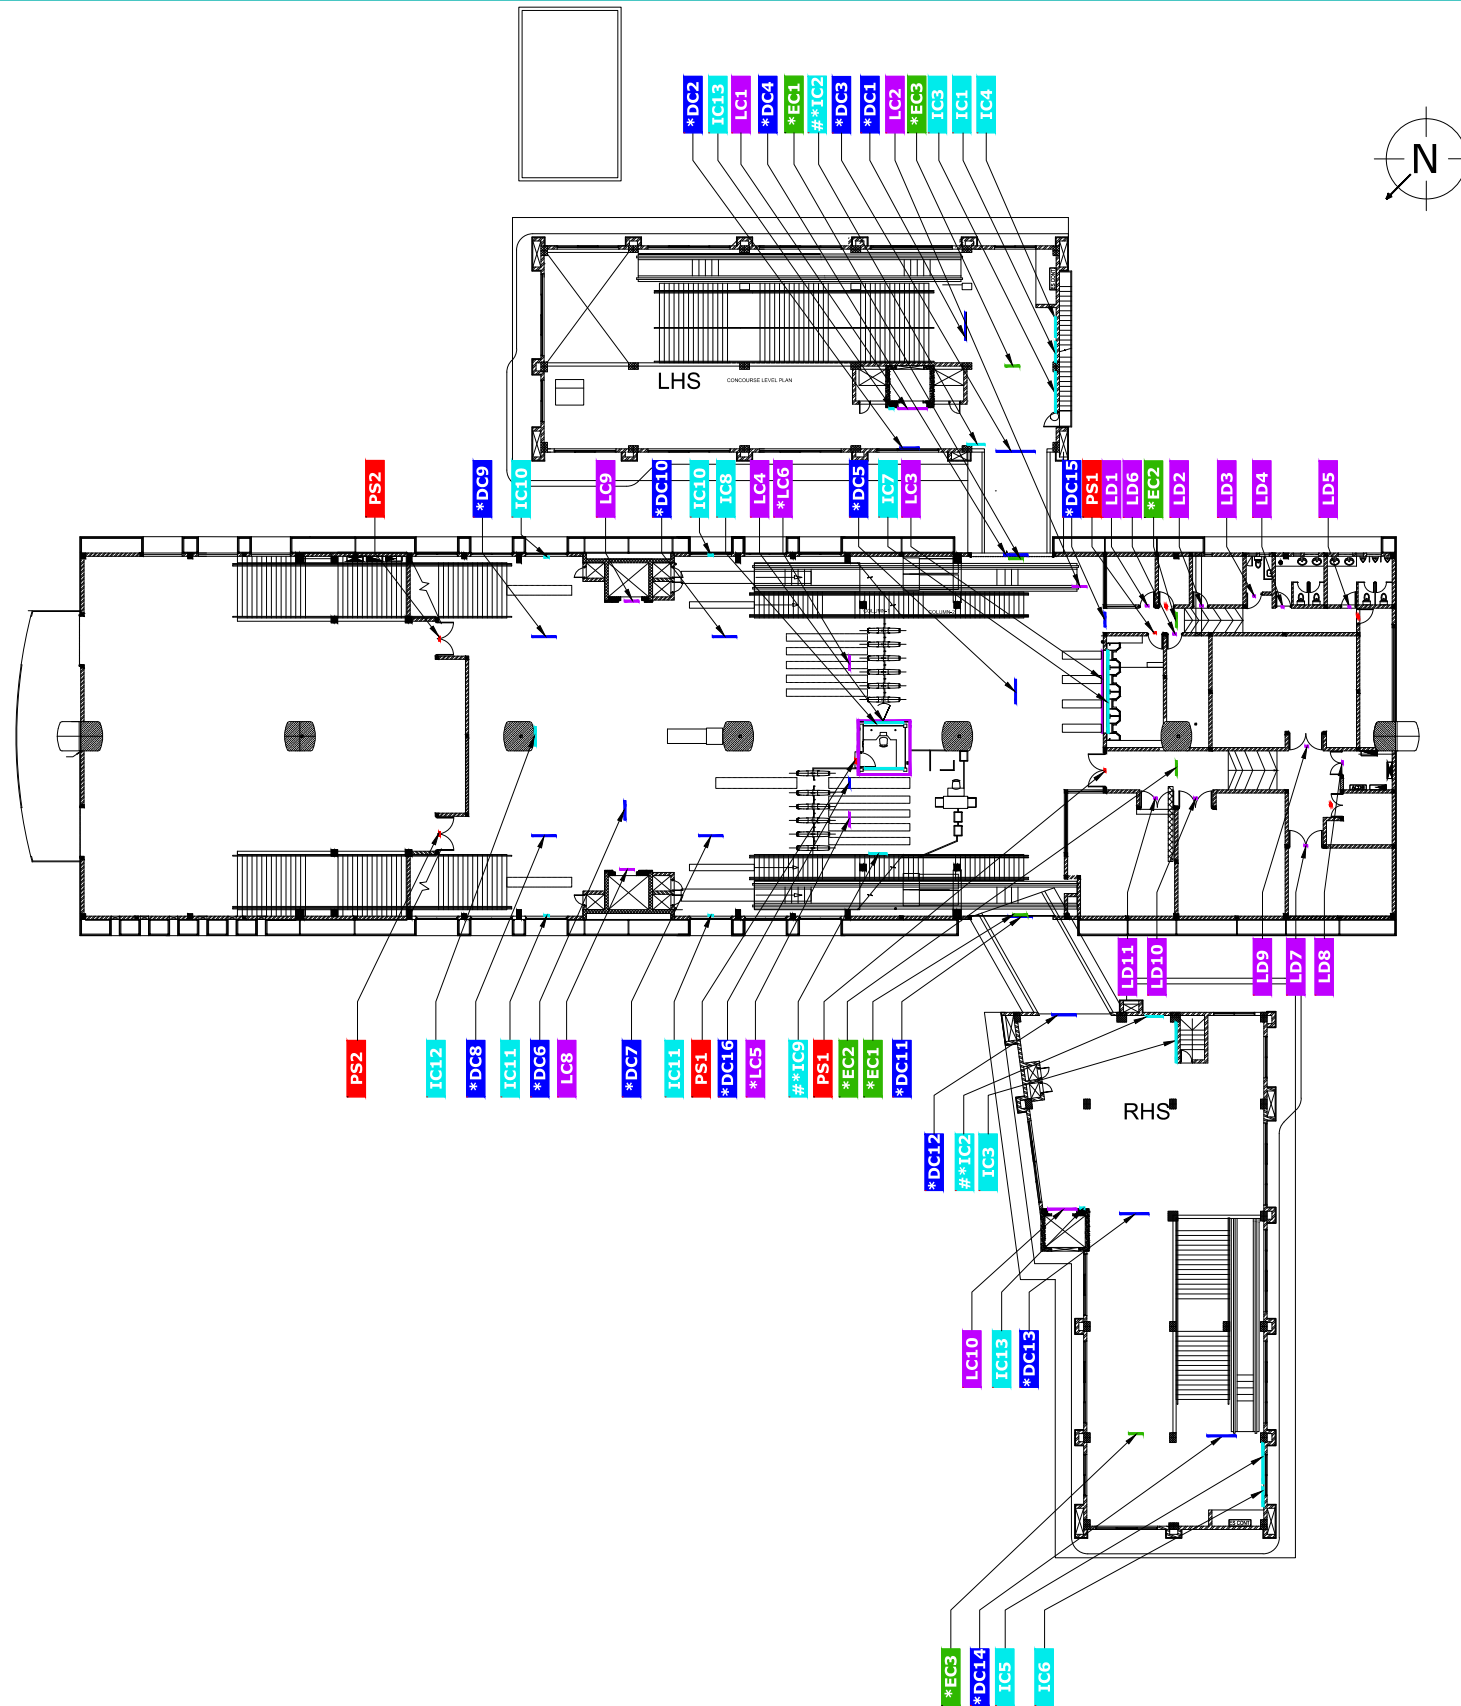 *DC2
IC13
LC1
*DC4
*EC1
#*IC2
*DC3
*DC1
LC2
*EC3
IC3
IC1
IC4
N
LHS
CONCOURSE LEVEL PLAN
PS2
*DC9
IC10
LC9
*DC10
IC10
IC8
LC4
*LC6
*DC5
IC7
LC3
*DC15
PS1
LD1
LD6
*EC2
LD2
LD3
LD4
LD5
LD11
LD10
LD9
LD7
LD8
PS2
IC12
*DC8
IC11
*DC6
LC8
*DC7
IC11
PS1
*DC16
*LC5
#*IC9
PS1
*EC2
*EC1
*DC11
RHS
*DC12
#*IC2
IC3
LC10
IC13
*DC13
*EC3
*DC14
IC5
IC6